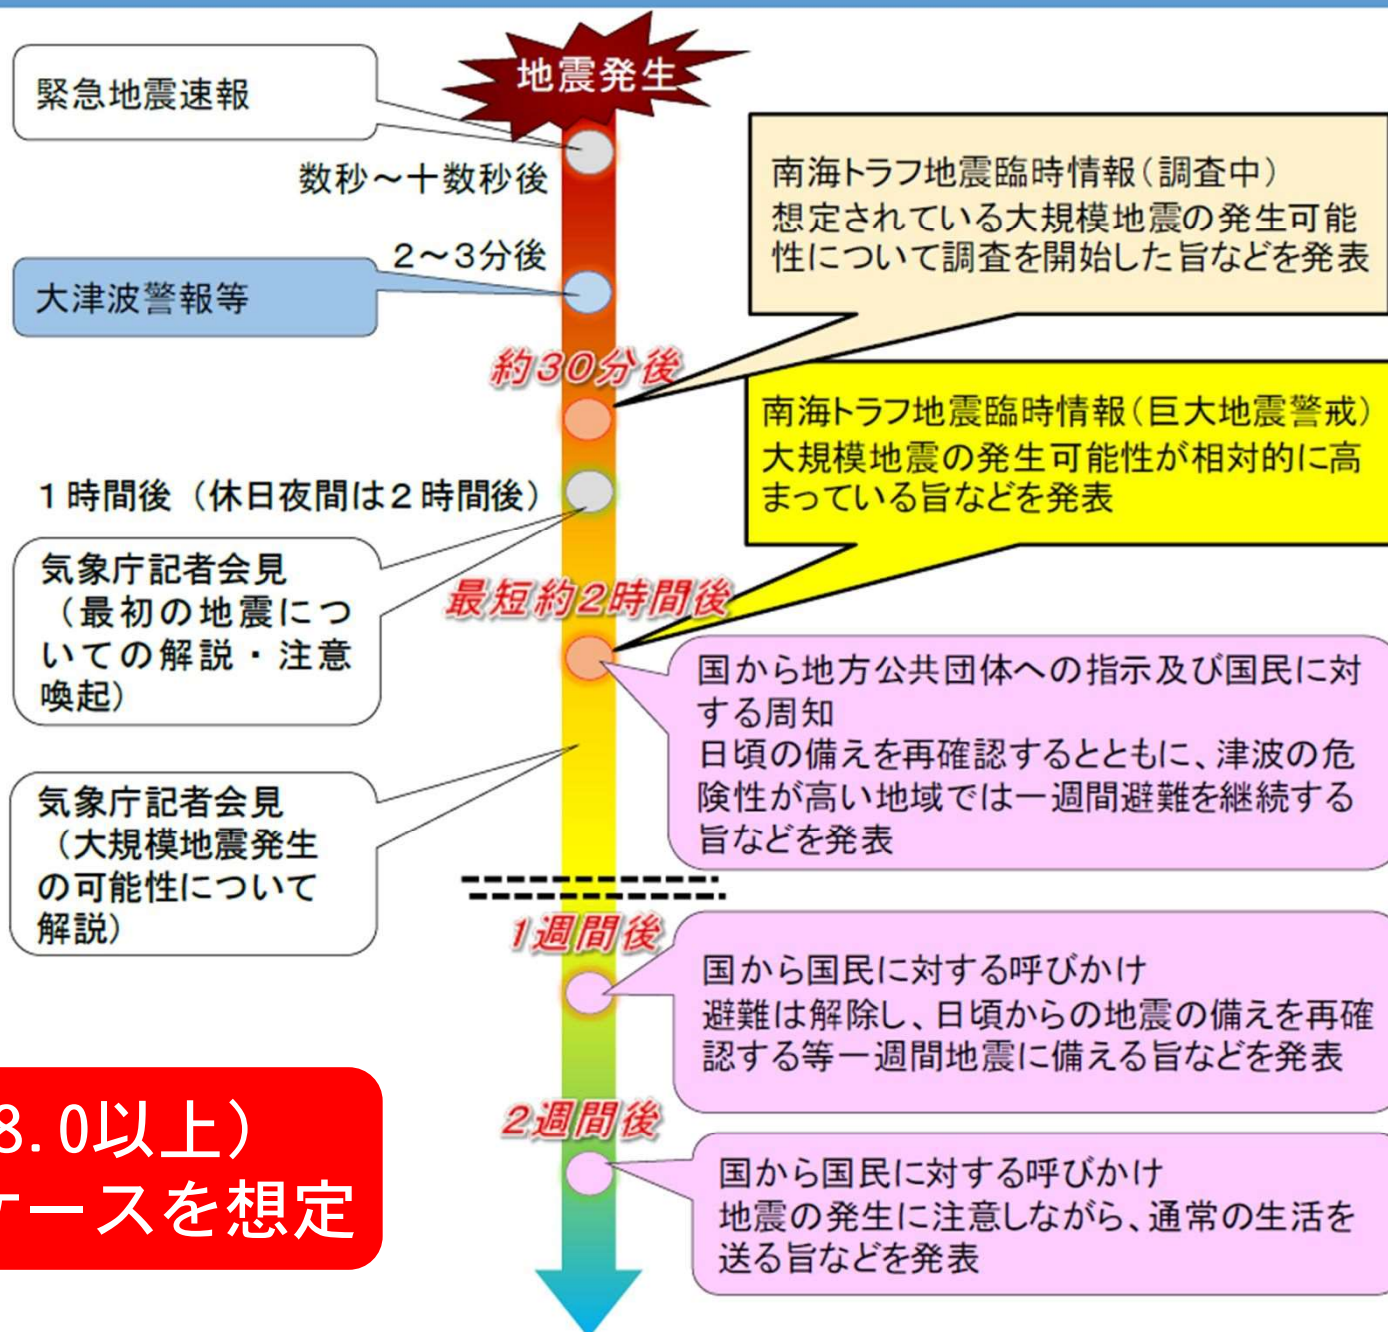 地震発生
緊急地震速報
数秒～十数秒後
2～3分後
大津波警報等
南海トラフ地震臨時情報（調査中）
想定されている大規模地震の発生可能
性について調査を開始した旨などを発表
約30分後
南海トラフ地震臨時情報（巨大地震警戒）
大規模地震の発生可能性が相対的に高
まっている旨などを発表
１時間後（休日夜間は２時間後）
気象庁記者会見
（最初の地震につ
いての解説・注意
喚起）
最短約2時間後
国から地方公共団体への指示及び国民に対
する周知
日頃の備えを再確認するとともに、津波の危
険性が高い地域では一週間避難を継続する
旨などを発表
気象庁記者会見
（大規模地震発生
の可能性について
解説）
1週間後
国から国民に対する呼びかけ
避難は解除し、日頃からの地震の備えを再確
認する等一週間地震に備える旨などを発表
2週間後
国から国民に対する呼びかけ
地震の発生に注意しながら、通常の生活を
送る旨などを発表
8.0以上）
ケースを想定